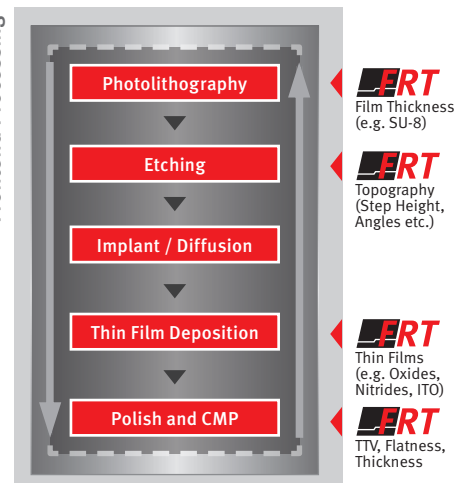 Photolithography
FRT
Film Thickness
(e.g. SU-8)
Etching
FRT
Topography
(Step Height,
Angles etc.)
Implant / Diffusion
Thin Film Deposition
FRT
Thin Films
(e.g. Oxides,
Nitrides, ITO)
Polish and CMP
FRT
TTV, Flatness,
Thickness